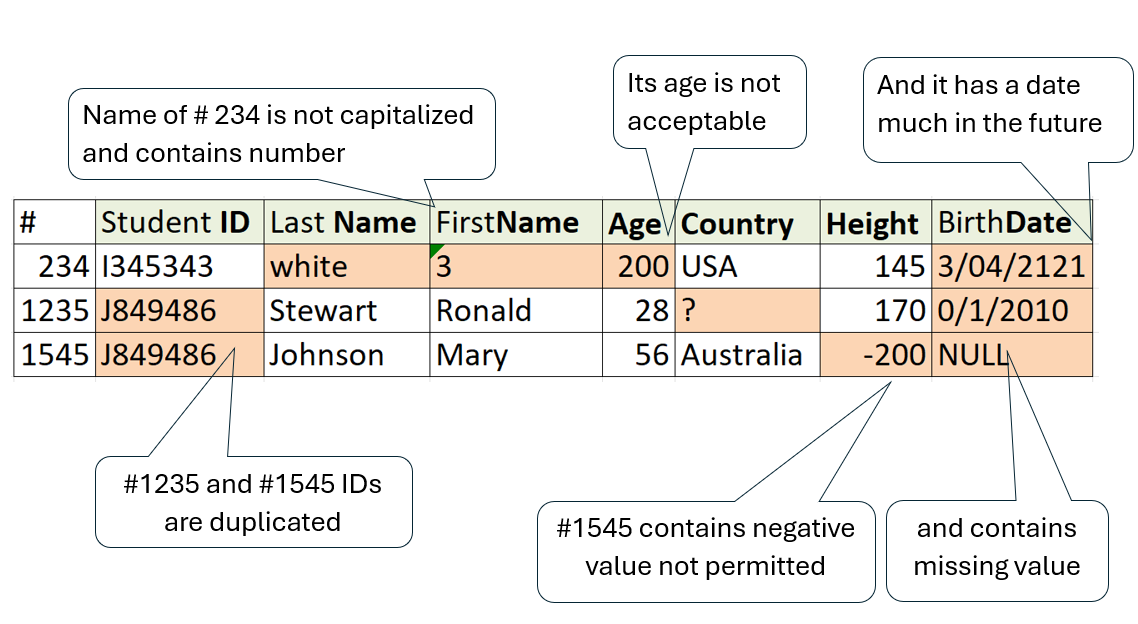 Its age is not
acceptable
And it has a date
much in the future
Name of # 234 is not capitalized
and contains number
# Student ID Last Name FirstName Age Country Height BirthDate
234 I345343 white 3 200 USA 145 3/04/2121
1235 J849486 Stewart Ronald 28 ? 170 0/1/2010
1545 J849486 Johnson Mary 56 Australia -200 NULL
#1235 and #1545 IDs
are duplicated
#1545 contains negative
value not permitted
and contains
missing value